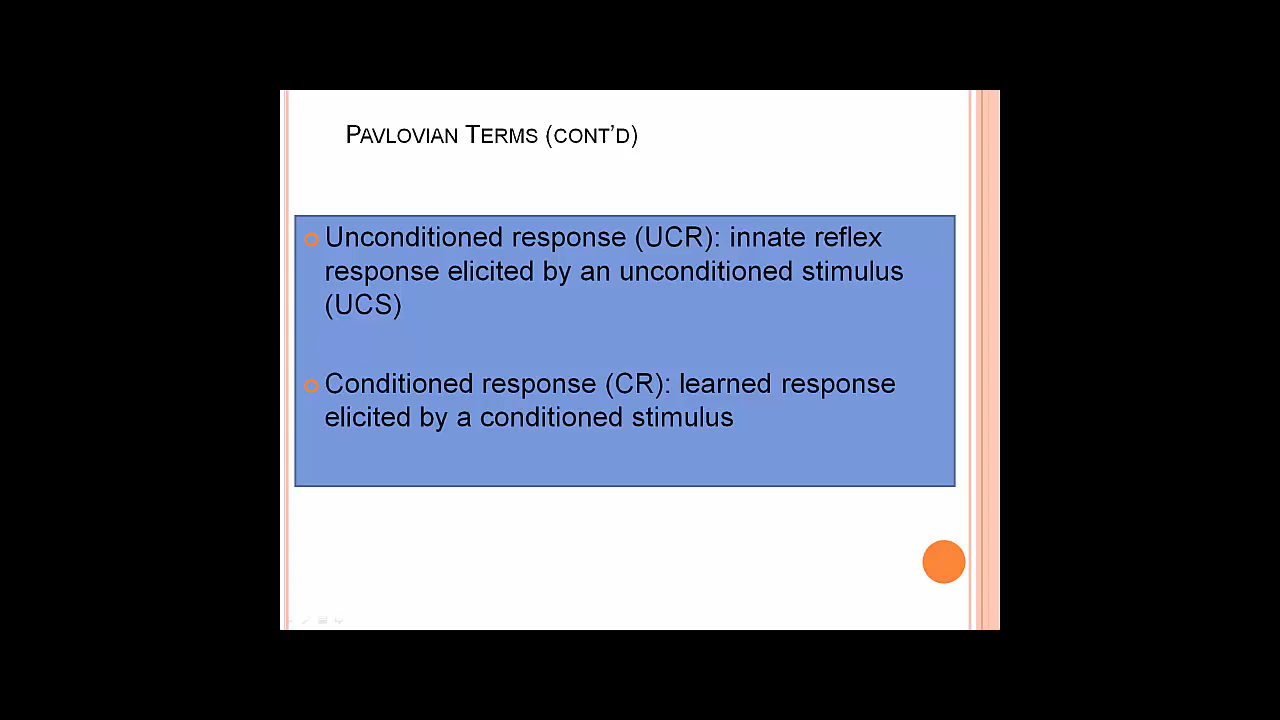 Pavlovian Terms (cont'd)
Unconditioned response (UCR): innate reflex
response elicited by an unconditioned stimulus
(UCS)
Conditioned response (CR): learned response
elicited by a conditioned stimulus